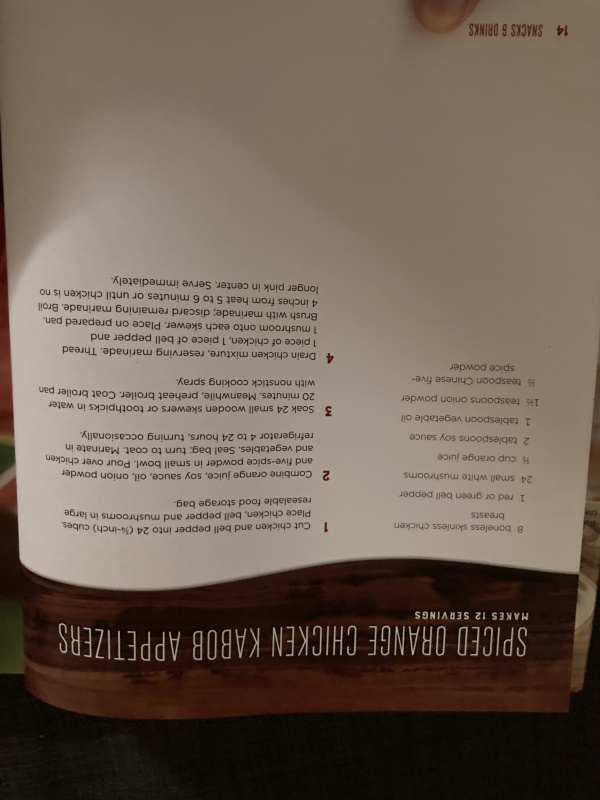 SPICED ORANGE CHICKEN KABOB APPETIZERS
MAKES 12 SERVINGS
8 boneless skinless chicken
breasts
1 red or green bell pepper
24 small white mushrooms
½ cup orange juice
2 tablespoons soy sauce
1 tablespoon vegetable oil
1½ teaspoons onion powder
½ teaspoon Chinese five-
spice powder
1 Cut chicken and bell pepper into 24 (¾-inch) cubes.
Place chicken, bell pepper and mushrooms in large
resealable food storage bag.
2 Combine orange juice, soy sauce, oil, onion powder
and five-spice powder in small bowl. Pour over chicken
and vegetables. Seal bag; turn to coat. Marinate in
refrigerator 4 to 24 hours, turning occasionally.
3 Soak 24 small wooden skewers or toothpicks in water
20 minutes. Meanwhile, preheat broiler. Coat broiler pan
with nonstick cooking spray.
4 Drain chicken mixture, reserving marinade. Thread
1 piece of chicken, 1 piece of bell pepper and
1 mushroom onto each skewer. Place on prepared pan.
Brush with marinade; discard remaining marinade. Broil
4 inches from heat 5 to 6 minutes or until chicken is no
longer pink in center. Serve immediately.
14 SNACKS & DRINKS